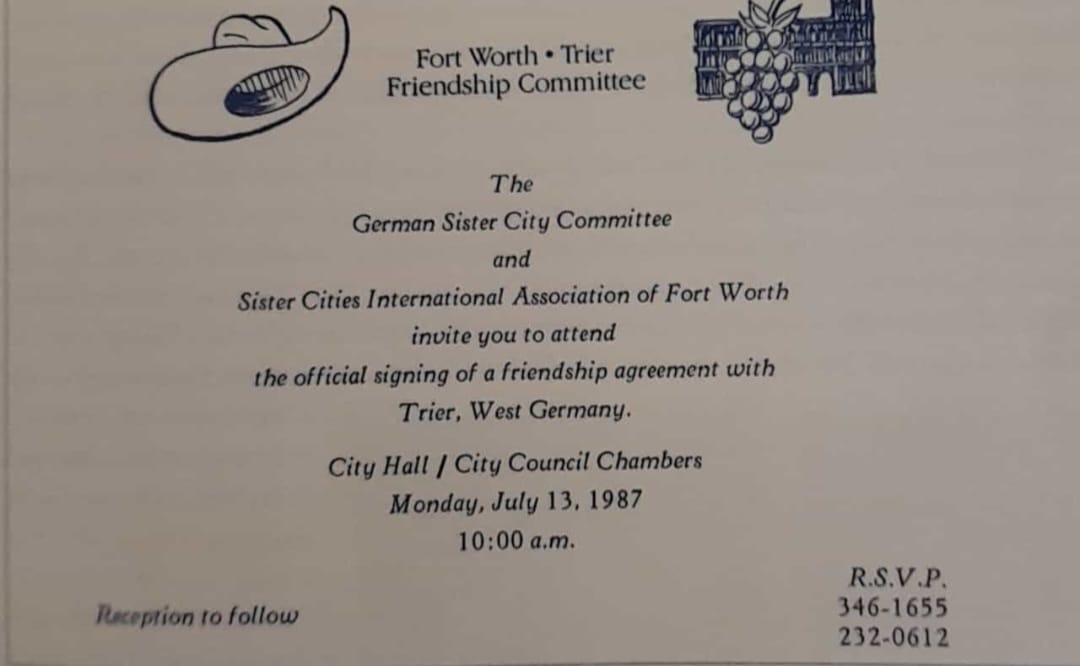 Fort Worth • Trier
Friendship Committee
The
German Sister City Committee
and
Sister Cities International Association of Fort Worth
invite you to attend
the official signing of a friendship agreement with
Trier, West Germany.
City Hall / City Council Chambers
Monday, July 13, 1987
10:00 a.m.
Reception to follow
R.S.V.P.
346-1655
232-0612